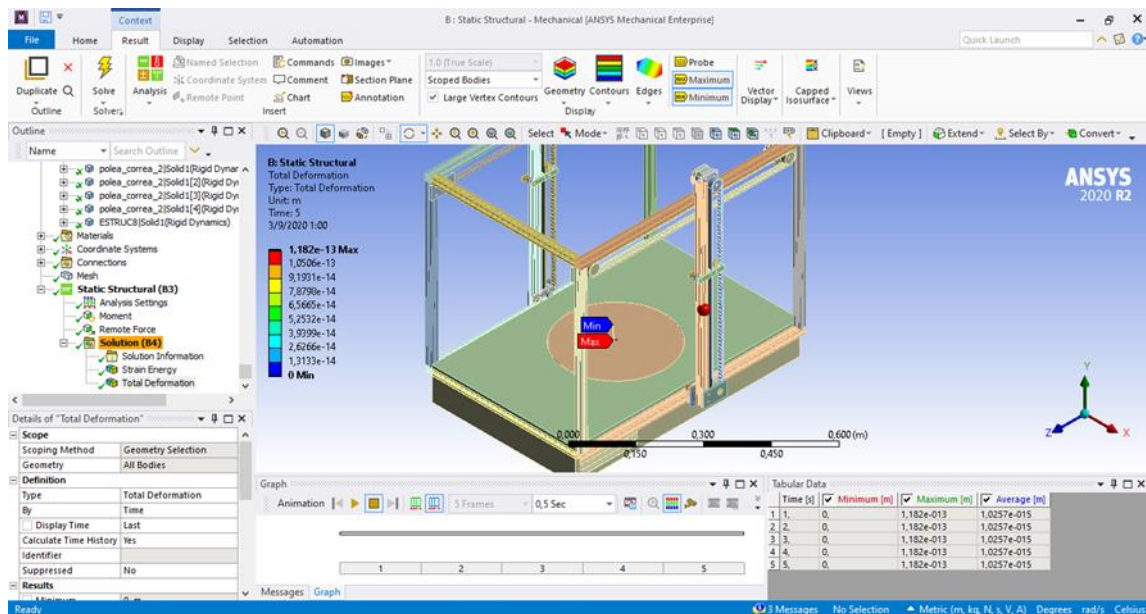 B : Static Structural - Mechanical [ANSYS Mechanical Enterprise]
Context
File Home Result Display Selection Automation
Quick Launch
Duplicate
Outline
Solve
Solver
Analysis
Named Selection
Coordinate System
Remote Point
Commands
Comment
Chart
Images
Section Plane
Annotation
Insert
1.0 (True Scale)
Scoped Bodies
Large Vertex Contours
Geometry Contours Edges
Display
Probe
Maximum
Minimum
Vector Display
Capped Isosurface
Views
Outline
Name
Search Outline
Select Mode
Clipboard [ Empty ] Extend Select By Convert
polea_correa_2|Solid1(Rigid Dynar
polea_correa_2|Solid1[2](Rigid Dy
polea_correa_2|Solid1[3](Rigid Dy
polea_correa_2|Solid1[4](Rigid Dy
ESTRUC8|Solid1(Rigid Dynamics)
Materials
Coordinate Systems
Connections
Mesh
Static Structural (B3)
Analysis Settings
Moment
Remote Force
Solution (B4)
Solution Information
Strain Energy
Total Deformation
B: Static Structural
Total Deformation
Type: Total Deformation
Unit: m
Time: 5
3/9/2020 1:00
1,182e-13 Max
1,0506e-13
9,1931e-14
7,8798e-14
6,5665e-14
5,2532e-14
3,9399e-14
2,6266e-14
1,3133e-14
0 Min
Min
Max
ANSYS
2020 R2
Y
Z
X
0,000 0,300 0,600 (m)
0,150 0,450
Details of "Total Deformation"
Scope
Scoping Method Geometry Selection
Geometry All Bodies
Definition
Type Total Deformation
By Time
Display Time Last
Calculate Time History Yes
Identifier
Suppressed No
Results
Minimum 0, m
Graph
Animation 5 Frames 0,5 Sec
1 2 3 4 5
Messages Graph
Tabular Data
Time [s] Minimum [m] Maximum [m] Average [m]
1 1, 0, 1,182e-013 1,0257e-015
2 2, 0, 1,182e-013 1,0257e-015
3 3, 0, 1,182e-013 1,0257e-015
4 4, 0, 1,182e-013 1,0257e-015
5 5, 0, 1,182e-013 1,0257e-015
Ready
3 Messages No Selection Metric (m, kg, N, s, V, A) Degrees rad/s Celsius